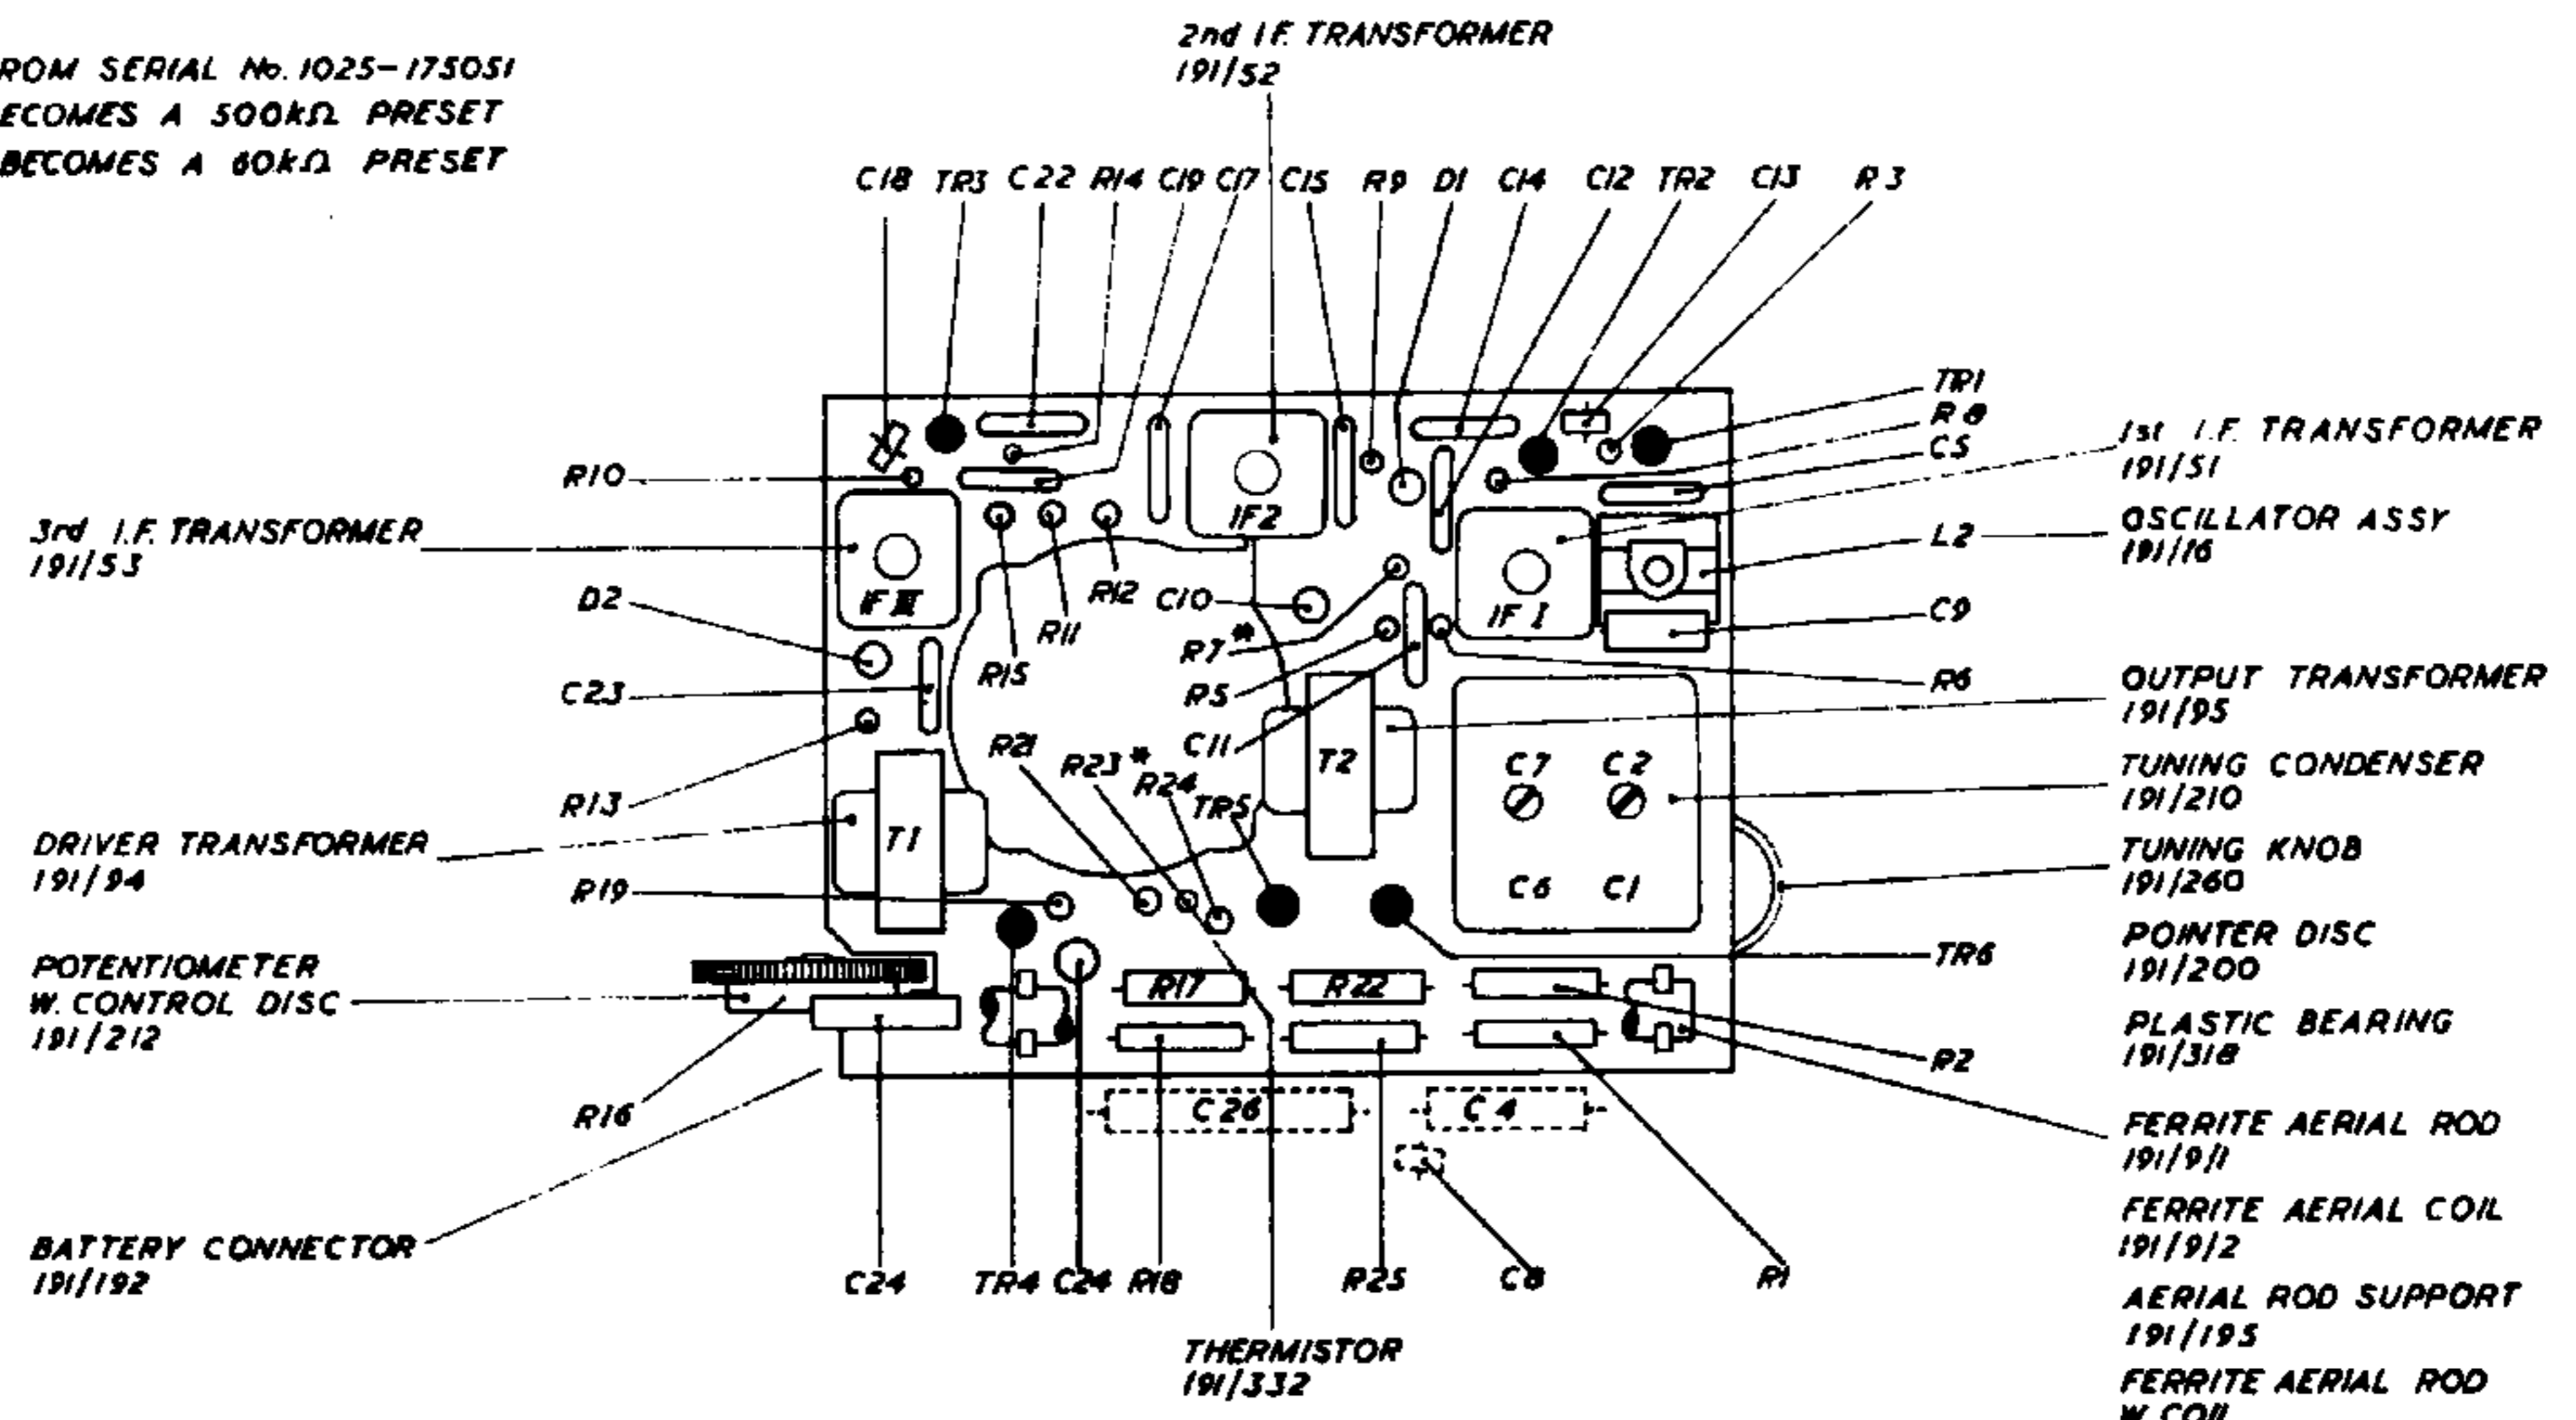 ROM SERIAL No. 1025-175051
ECOMES A 500kΩ PRESET
BECOMES A 60kΩ PRESET
2nd I.F. TRANSFORMER
191/52
C18 TR3 C22 R14 C19 C17 C15 R9 D1 C14 C12 TR2 C13 R3
TR1
R8
C5
1st I.F. TRANSFORMER
191/51
R10
3rd I.F. TRANSFORMER
191/53
IF2
IF III
IF I
L2
OSCILLATOR ASSY
191/16
D2
R12
C10
C9
R11
R7*
R15
R5
R6
C23
OUTPUT TRANSFORMER
191/95
R21
R23*
R24
C11
T2
C7 C2
TUNING CONDENSER
191/210
R13
TR5
DRIVER TRANSFORMER
191/94
T1
TUNING KNOB
191/260
R19
C6 C1
POINTER DISC
191/200
TR6
POTENTIOMETER
W. CONTROL DISC
191/212
R17
R22
PLASTIC BEARING
191/318
R2
R16
C26
C4
FERRITE AERIAL ROD
191/9/1
FERRITE AERIAL COIL
191/9/2
BATTERY CONNECTOR
191/192
C24 TR4 C24 R18 R25 C8 R1
AERIAL ROD SUPPORT
191/195
THERMISTOR
191/332
FERRITE AERIAL ROD
W. COIL